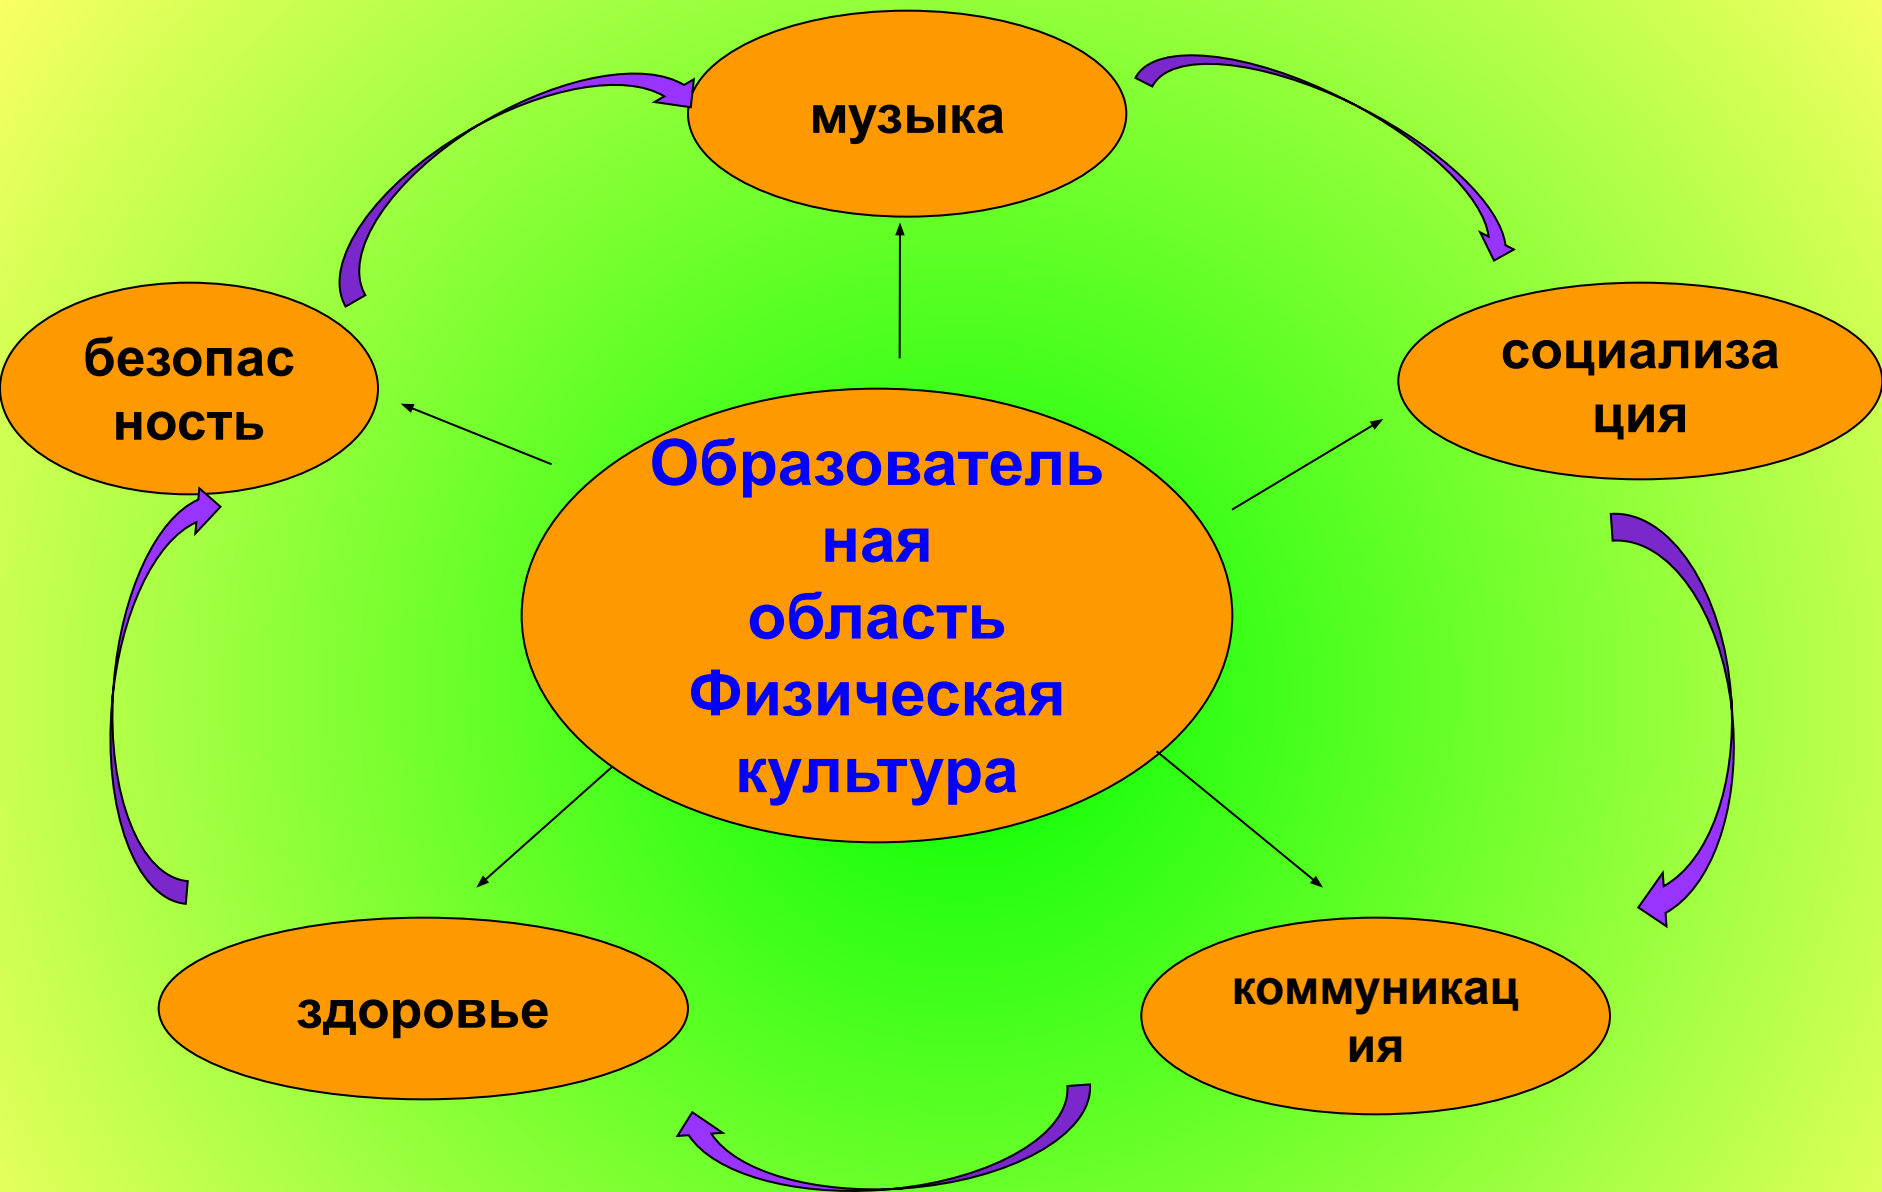 музыка
безопас
ность
социализа
ция
Образователь
ная
область
Физическая
культура
здоровье
коммуникац
ия